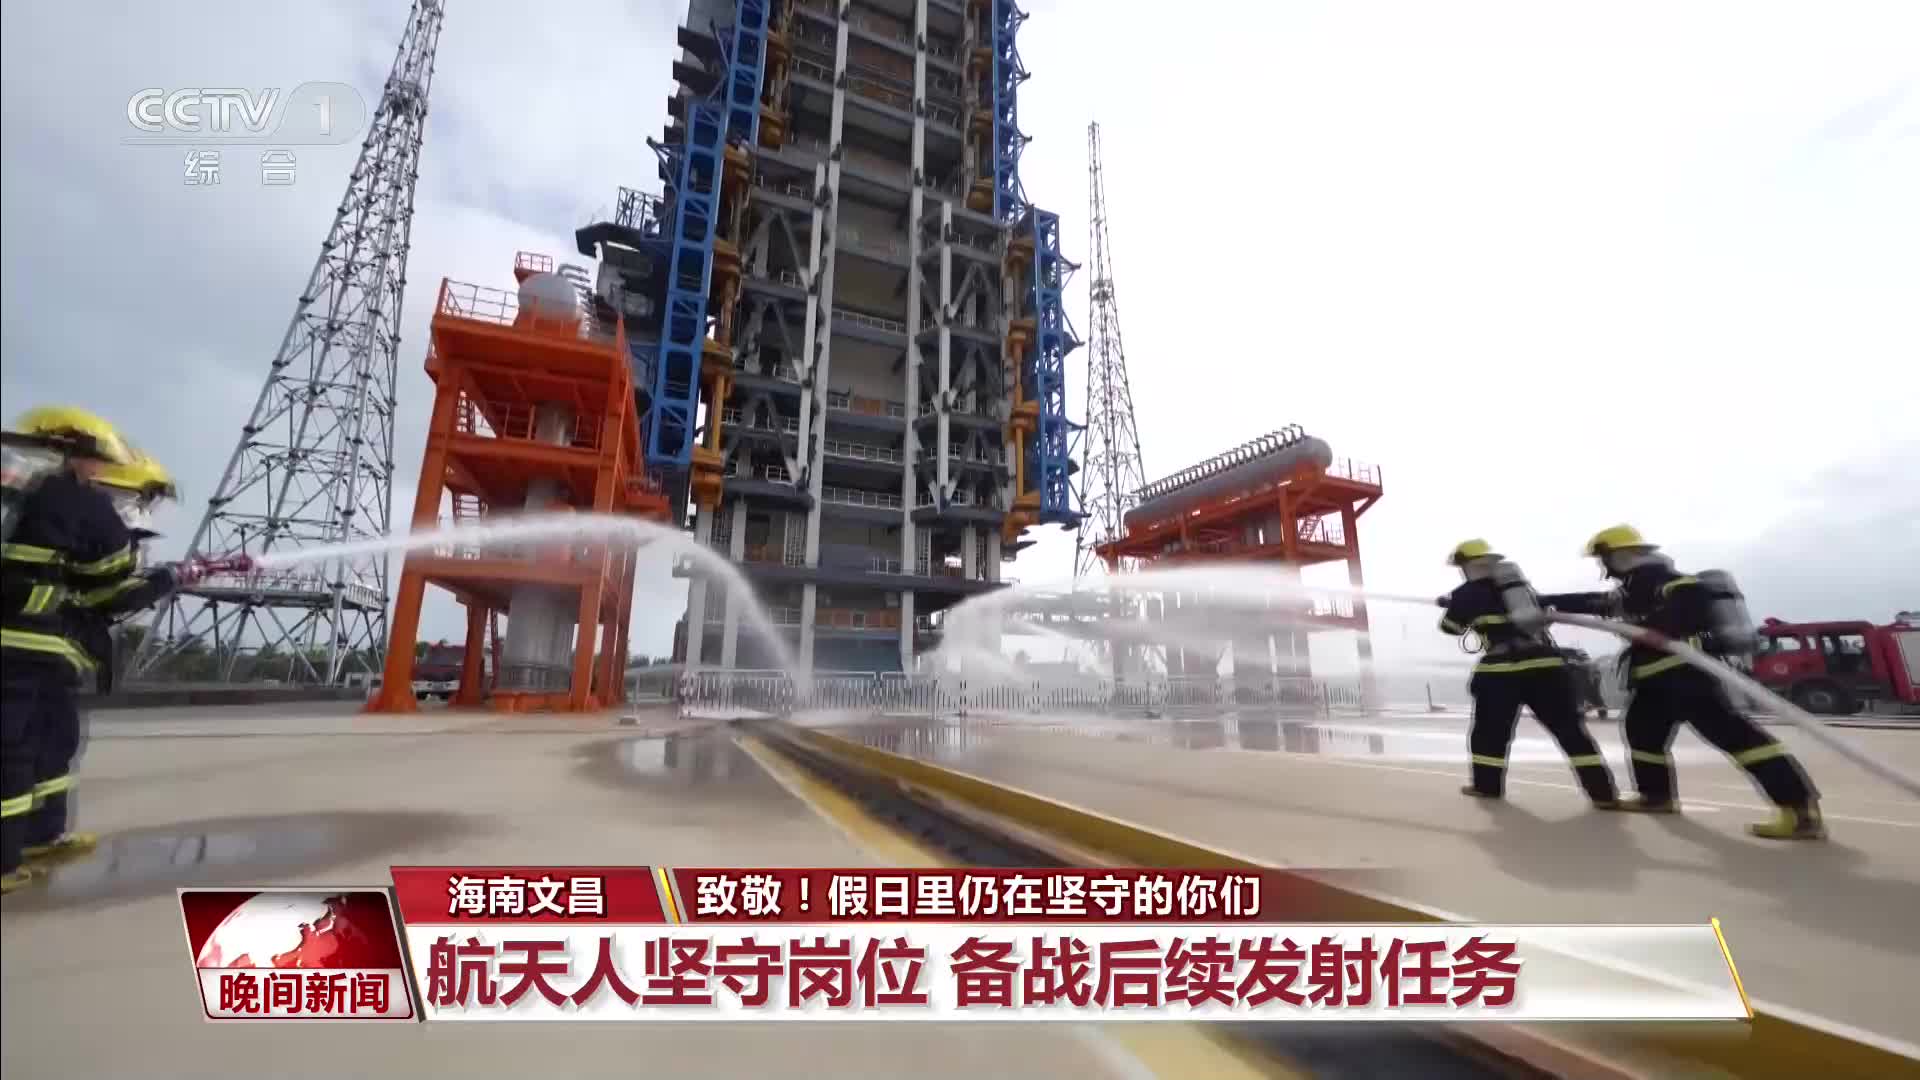 CCTV 1
综 合
海南文昌
致敬！假日里仍在坚守的你们
晚间新闻
航天人坚守岗位 备战后续发射任务